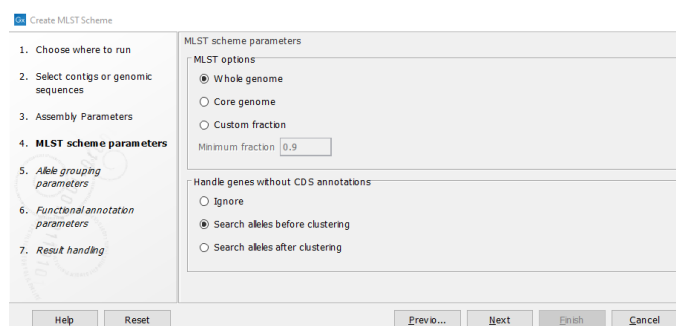 Gx Create MLST Scheme
1. Choose where to run
2. Select contigs or genomic
sequences
3. Assembly Parameters
4. MLST scheme parameters
5. Allele grouping
parameters
6. Functional annotation
parameters
7. Result handling
MLST scheme parameters
MLST options
Whole genome
Core genome
Custom fraction
Minimum fraction 0.9
Handle genes without CDS annotations
Ignore
Search alleles before clustering
Search alleles after clustering
Help Reset Previo... Next Finish Cancel